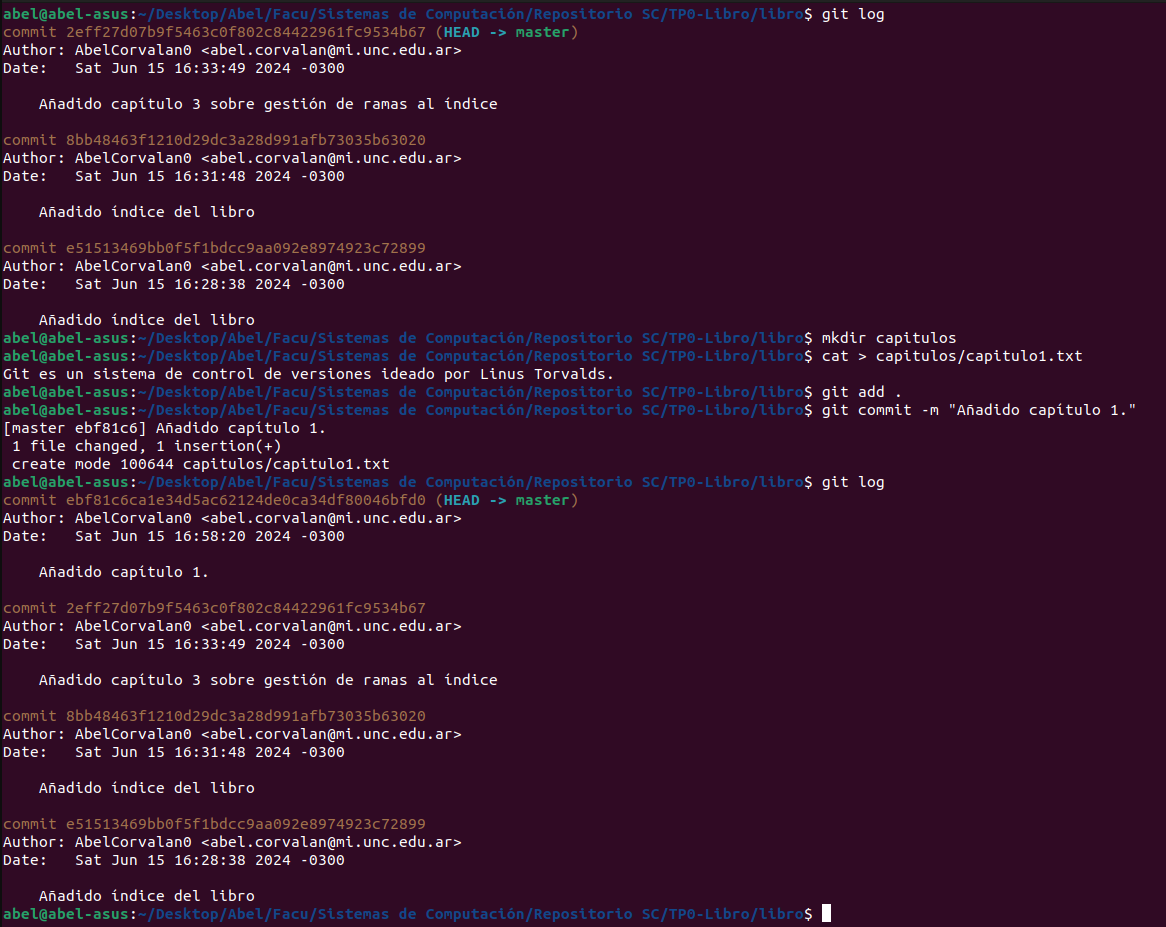 abel@abel-asus:~/Desktop/Abel/Facu/Sistemas de Computación/Repositorio SC/TP0-Libro/libro$ git log
commit 2eff27d07b9f5463c0f802c84422961fc9534b67 (HEAD -> master)
Author: AbelCorvalan0 <abel.corvalan@mi.unc.edu.ar>
Date:   Sat Jun 15 16:33:49 2024 -0300
    Añadido capítulo 3 sobre gestión de ramas al índice
commit 8bb48463f1210d29dc3a28d991afb73035b63020
Author: AbelCorvalan0 <abel.corvalan@mi.unc.edu.ar>
Date:   Sat Jun 15 16:31:48 2024 -0300
    Añadido índice del libro
commit e51513469bb0f5f1bdcc9aa092e8974923c72899
Author: AbelCorvalan0 <abel.corvalan@mi.unc.edu.ar>
Date:   Sat Jun 15 16:28:38 2024 -0300
    Añadido índice del libro
abel@abel-asus:~/Desktop/Abel/Facu/Sistemas de Computación/Repositorio SC/TP0-Libro/libro$ mkdir capitulos
abel@abel-asus:~/Desktop/Abel/Facu/Sistemas de Computación/Repositorio SC/TP0-Libro/libro$ cat > capitulos/capitulo1.txt
Git es un sistema de control de versiones ideado por Linus Torvalds.
abel@abel-asus:~/Desktop/Abel/Facu/Sistemas de Computación/Repositorio SC/TP0-Libro/libro$ git add .
abel@abel-asus:~/Desktop/Abel/Facu/Sistemas de Computación/Repositorio SC/TP0-Libro/libro$ git commit -m "Añadido capítulo 1."
[master ebf81c6] Añadido capítulo 1.
 1 file changed, 1 insertion(+)
 create mode 100644 capitulos/capitulo1.txt
abel@abel-asus:~/Desktop/Abel/Facu/Sistemas de Computación/Repositorio SC/TP0-Libro/libro$ git log
commit ebf81c6ca1e34d5ac62124de0ca34df80046bfd0 (HEAD -> master)
Author: AbelCorvalan0 <abel.corvalan@mi.unc.edu.ar>
Date:   Sat Jun 15 16:58:20 2024 -0300
    Añadido capítulo 1.
commit 2eff27d07b9f5463c0f802c84422961fc9534b67
Author: AbelCorvalan0 <abel.corvalan@mi.unc.edu.ar>
Date:   Sat Jun 15 16:33:49 2024 -0300
    Añadido capítulo 3 sobre gestión de ramas al índice
commit 8bb48463f1210d29dc3a28d991afb73035b63020
Author: AbelCorvalan0 <abel.corvalan@mi.unc.edu.ar>
Date:   Sat Jun 15 16:31:48 2024 -0300
    Añadido índice del libro
commit e51513469bb0f5f1bdcc9aa092e8974923c72899
Author: AbelCorvalan0 <abel.corvalan@mi.unc.edu.ar>
Date:   Sat Jun 15 16:28:38 2024 -0300
    Añadido índice del libro
abel@abel-asus:~/Desktop/Abel/Facu/Sistemas de Computación/Repositorio SC/TP0-Libro/libro$